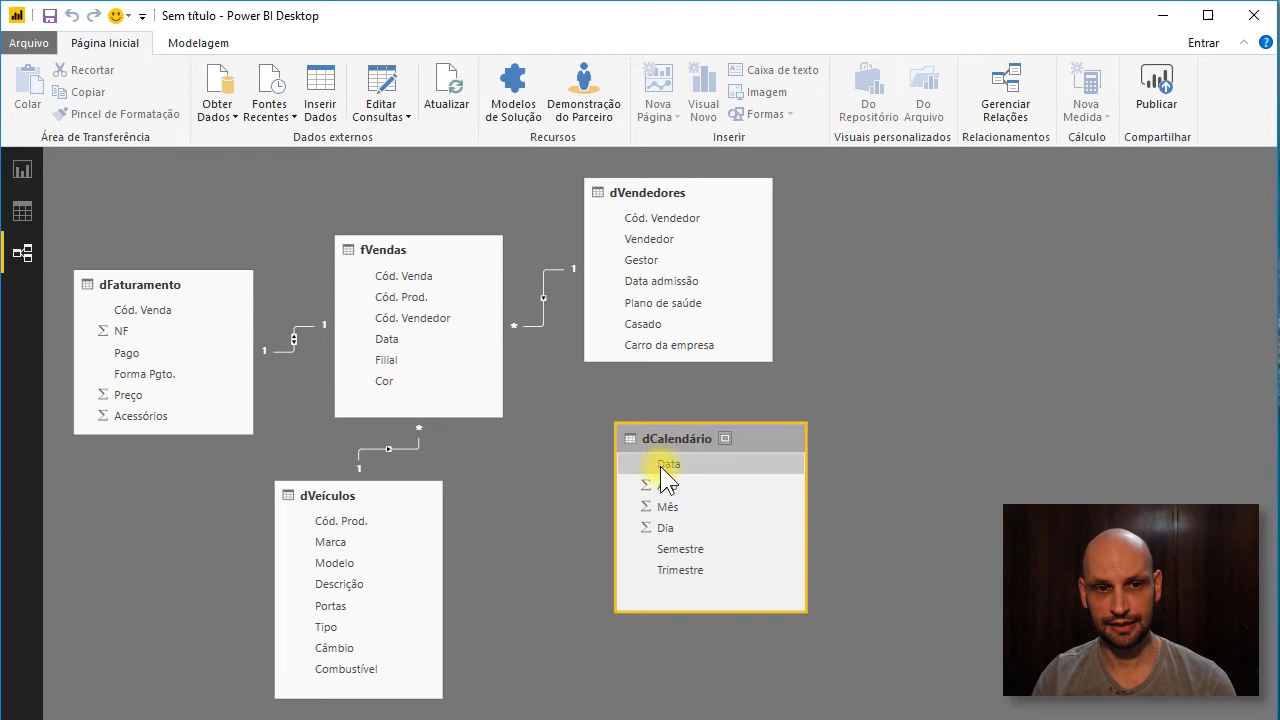 Sem título - Power BI Desktop
Arquivo
Página Inicial
Modelagem
Entrar
Colar
Recortar
Copiar
Pincel de Formatação
Área de Transferência
Obter Dados
Fontes Recentes
Inserir Dados
Editar Consultas
Atualizar
Dados externos
Modelos de Solução
Demonstração do Parceiro
Recursos
Nova Página
Visual Novo
Caixa de texto
Imagem
Formas
Inserir
Do Repositório
Do Arquivo
Visuais personalizados
Gerenciar Relações
Relacionamentos
Nova Medida
Cálculo
Publicar
Compartilhar
dFaturamento
Cód. Venda
Σ NF
Pago
Forma Pgto.
Σ Preço
Σ Acessórios
1
1
fVendas
Cód. Venda
Cód. Prod.
Cód. Vendedor
Data
Filial
Cor
*
1
*
1
dVendedores
Cód. Vendedor
Vendedor
Gestor
Data admissão
Plano de saúde
Casado
Carro da empresa
dVeículos
Cód. Prod.
Marca
Modelo
Descrição
Portas
Tipo
Câmbio
Combustível
dCalendário
Data
Σ
Σ Mês
Σ Dia
Semestre
Trimestre